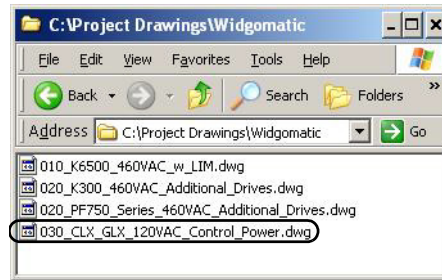 C:\Project Drawings\Widgomatic
File Edit View Favorites Tools Help
Back Search Folders »
Address C:\Project Drawings\Widgomatic Go
010_K6500_460VAC_w_LIM.dwg
020_K300_460VAC_Additional_Drives.dwg
020_PF750_Series_460VAC_Additional_Drives.dwg
030_CLX_GLX_120VAC_Control_Power.dwg